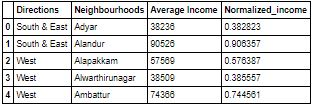 Directions Neighbourhoods Average Income Normalized_income
0 South & East Adyar 38236 0.382823
1 South & East Alandur 90526 0.906357
2 West Alapakkam 57569 0.576387
3 West Alwarthirunagar 38509 0.385557
4 West Ambattur 74366 0.744561